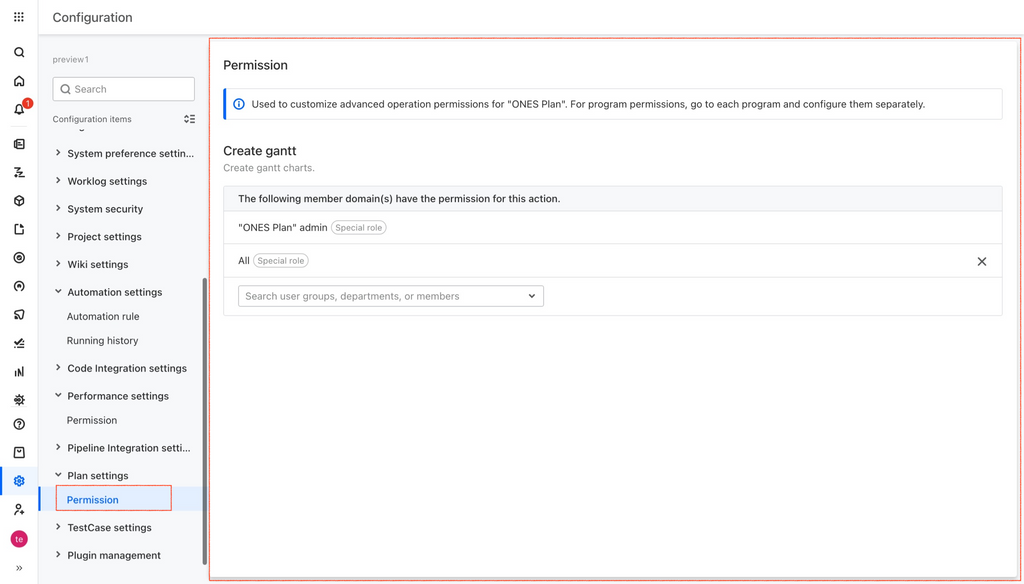 Configuration
1
te
preview1
Search
Configuration items
System preference settin...
Worklog settings
System security
Project settings
Wiki settings
Automation settings
Automation rule
Running history
Code Integration settings
Performance settings
Permission
Pipeline Integration setti...
Plan settings
Permission
TestCase settings
Plugin management
Permission
Used to customize advanced operation permissions for "ONES Plan". For program permissions, go to each program and configure them separately.
Create gantt
Create gantt charts.
The following member domain(s) have the permission for this action.
"ONES Plan" admin Special role
All Special role
Search user groups, departments, or members